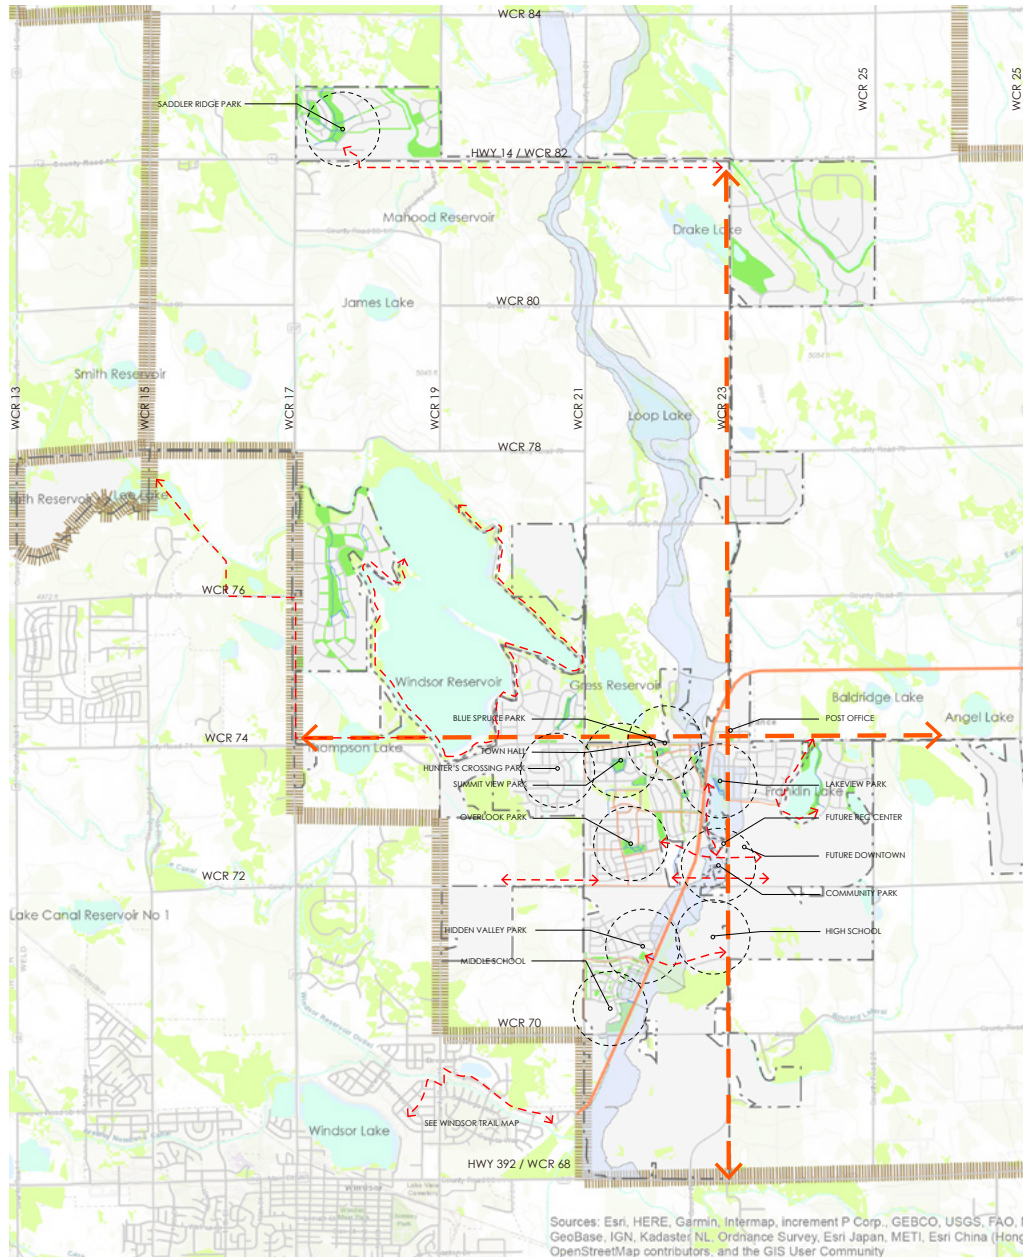 WCR 84
WCR 25
WCR 25
SADDLER RIDGE PARK
HWY 14 / WCR 82
Mahood Reservoir
Drake Lake
WCR 80
James Lake
Smith Reservoir
WCR 13
WCR 15
WCR 17
WCR 19
WCR 21
WCR 23
Loop Lake
WCR 78
Lee Lake
WCR 76
Windsor Reservoir
Gress Reservoir
Baldridge Lake
Angel Lake
BLUE SPRUCE PARK
POST OFFICE
WCR 74
Thompson Lake
TOWN HALL
HUNTER'S CROSSING PARK
SUMMIT VIEW PARK
LAKEVIEW PARK
Franklin Lake
OVERLOOK PARK
FUTURE REC CENTER
FUTURE DOWNTOWN
WCR 72
COMMUNITY PARK
Lake Canal Reservoir No 1
HIDDEN VALLEY PARK
HIGH SCHOOL
MIDDLE SCHOOL
WCR 70
SEE WINDSOR TRAIL MAP
Windsor Lake
HWY 392 / WCR 68
Sources: Esri, HERE, Garmin, Intermap, increment P Corp., GEBCO, USGS, FAO,
GeoBase, IGN, Kadaster NL, Ordnance Survey, Esri Japan, METI, Esri China (Hong
OpenStreetMap contributors, and the GIS User Community